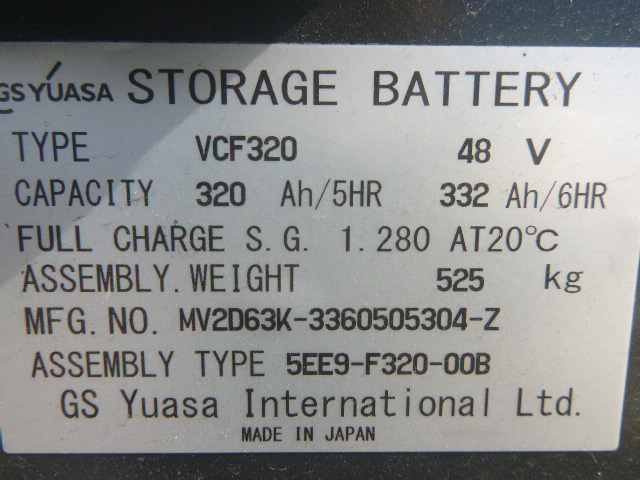 GS YUASA STORAGE BATTERY
TYPE VCF320 48 V
CAPACITY 320 Ah/5HR 332 Ah/6HR
FULL CHARGE S.G. 1.280 AT20°C
ASSEMBLY.WEIGHT 525 kg
MFG.NO. MV2D63K-3360505304-Z
ASSEMBLY TYPE 5EE9-F320-00B
GS Yuasa International Ltd.
MADE IN JAPAN